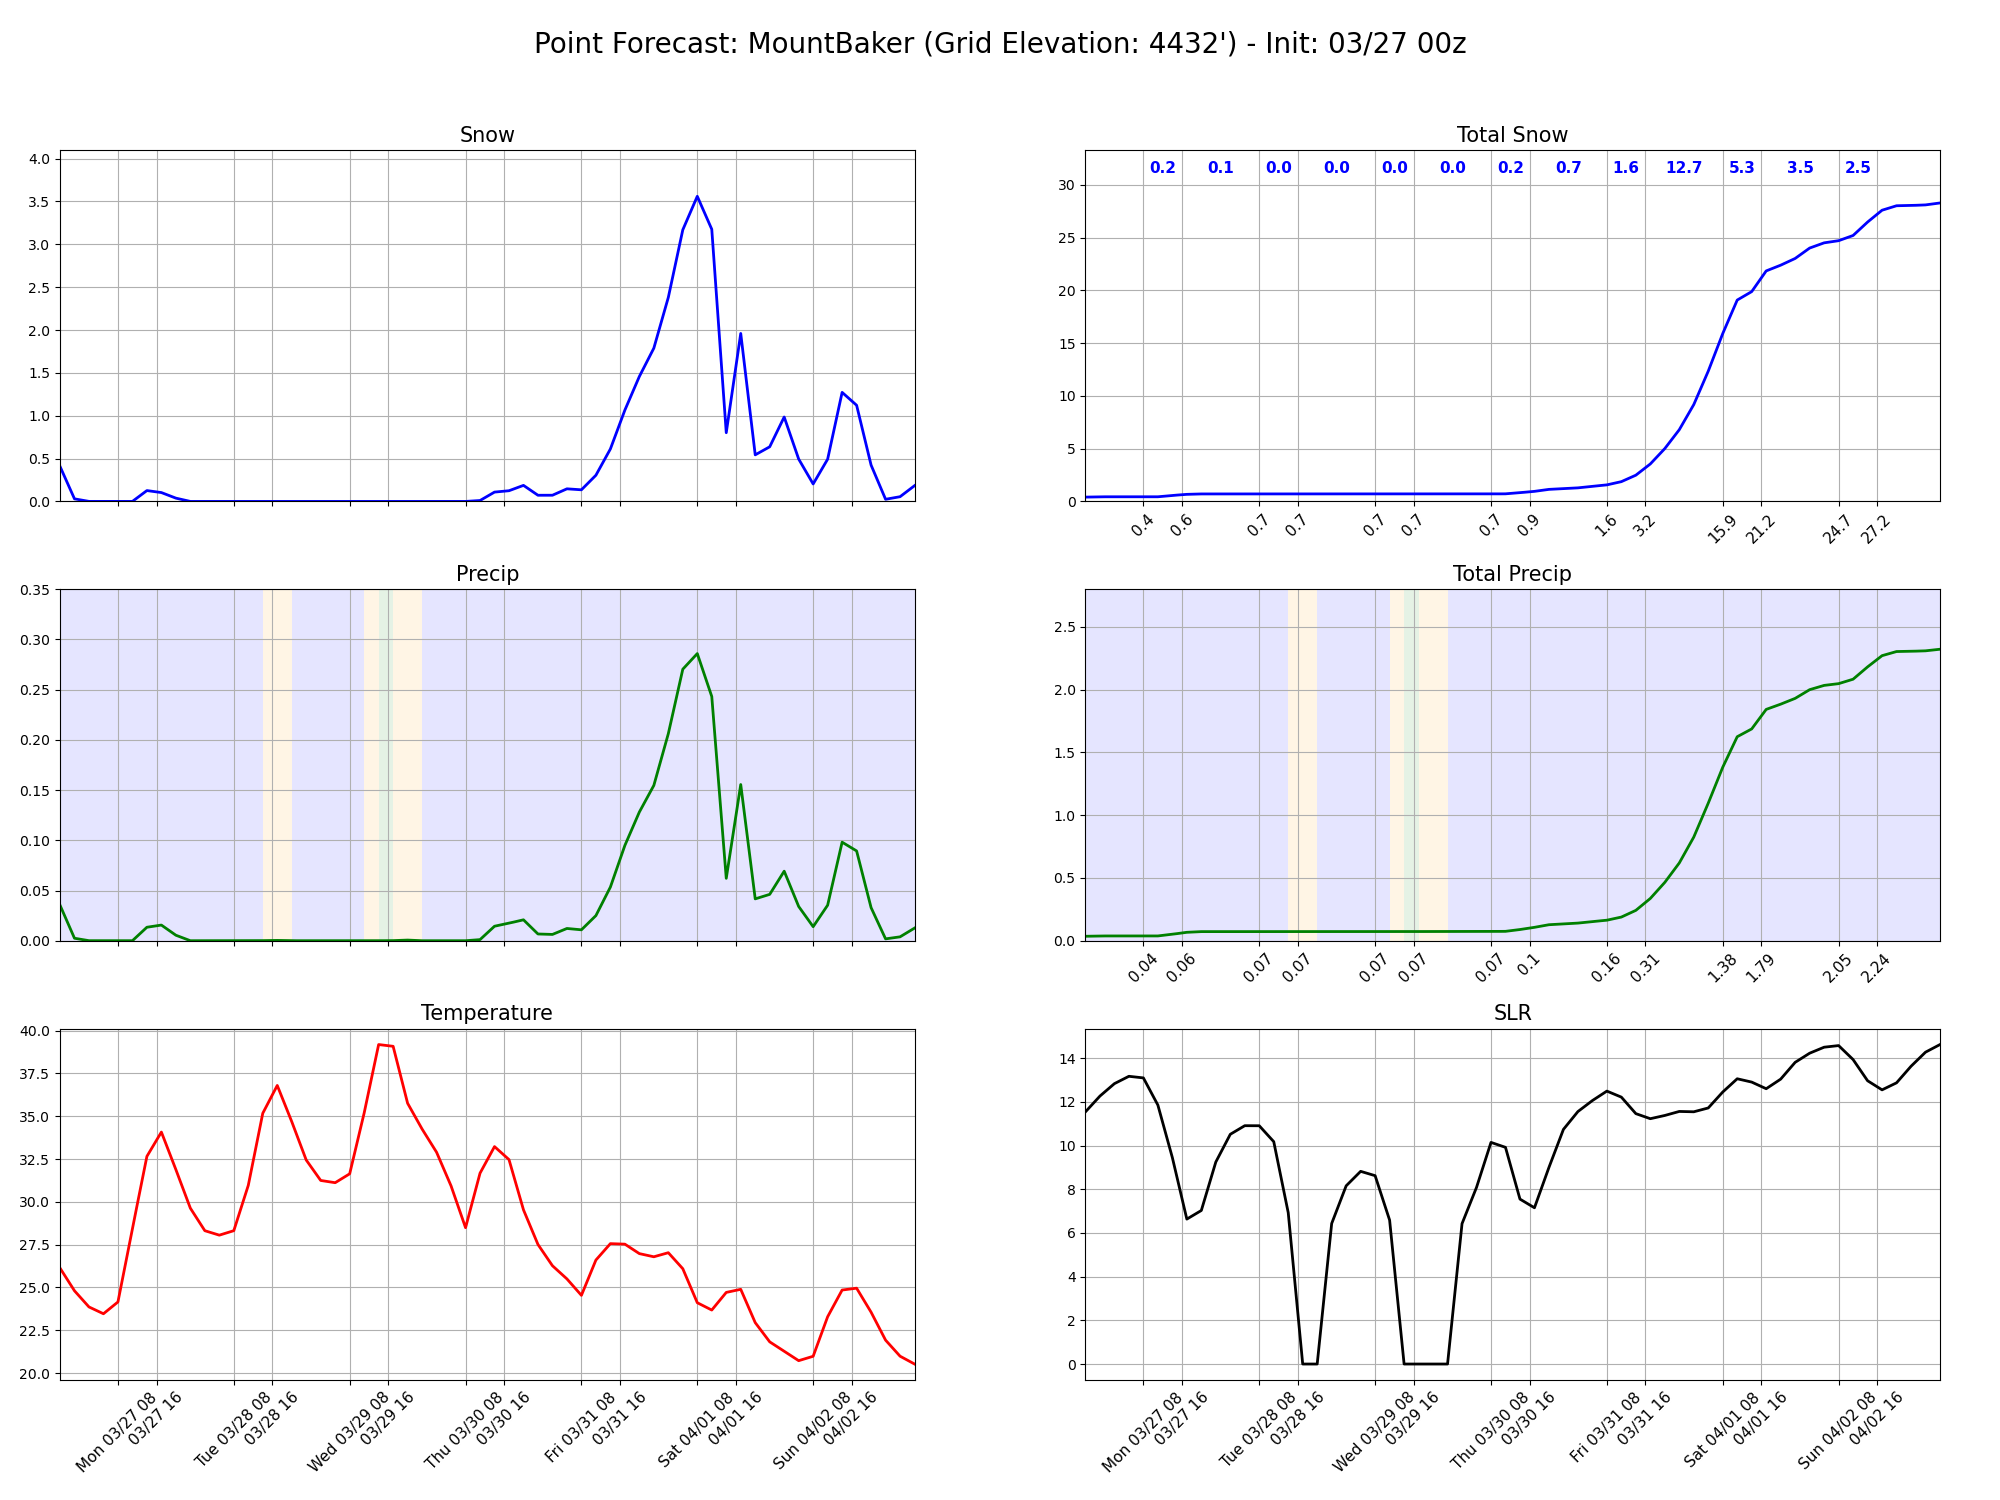 Point Forecast: MountBaker (Grid Elevation: 4432') - Init: 03/27 00z
Snow
4.0
3.5
3.0
2.5
2.0
1.5
1.0
0.5
0.0
Total Snow
0.2 0.1 0.0 0.0 0.0 0.0 0.2 0.7 1.6 12.7 5.3 3.5 2.5
30
25
20
15
10
5
0
0.4 0.6 0.7 0.7 0.7 0.7 0.7 0.9 1.6 3.2 15.9 21.2 24.7 27.2
Precip
0.35
0.30
0.25
0.20
0.15
0.10
0.05
0.00
Total Precip
2.5
2.0
1.5
1.0
0.5
0.0
0.04 0.06 0.07 0.07 0.07 0.07 0.07 0.1 0.16 0.31 1.38 1.79 2.05 2.24
Temperature
40.0
37.5
35.0
32.5
30.0
27.5
25.0
22.5
20.0
Mon 03/27 08
03/27 16
Tue 03/28 08
03/28 16
Wed 03/29 08
03/29 16
Thu 03/30 08
03/30 16
Fri 03/31 08
03/31 16
Sat 04/01 08
04/01 16
Sun 04/02 08
04/02 16
SLR
14
12
10
8
6
4
2
0
Mon 03/27 08
03/27 16
Tue 03/28 08
03/28 16
Wed 03/29 08
03/29 16
Thu 03/30 08
03/30 16
Fri 03/31 08
03/31 16
Sat 04/01 08
04/01 16
Sun 04/02 08
04/02 16